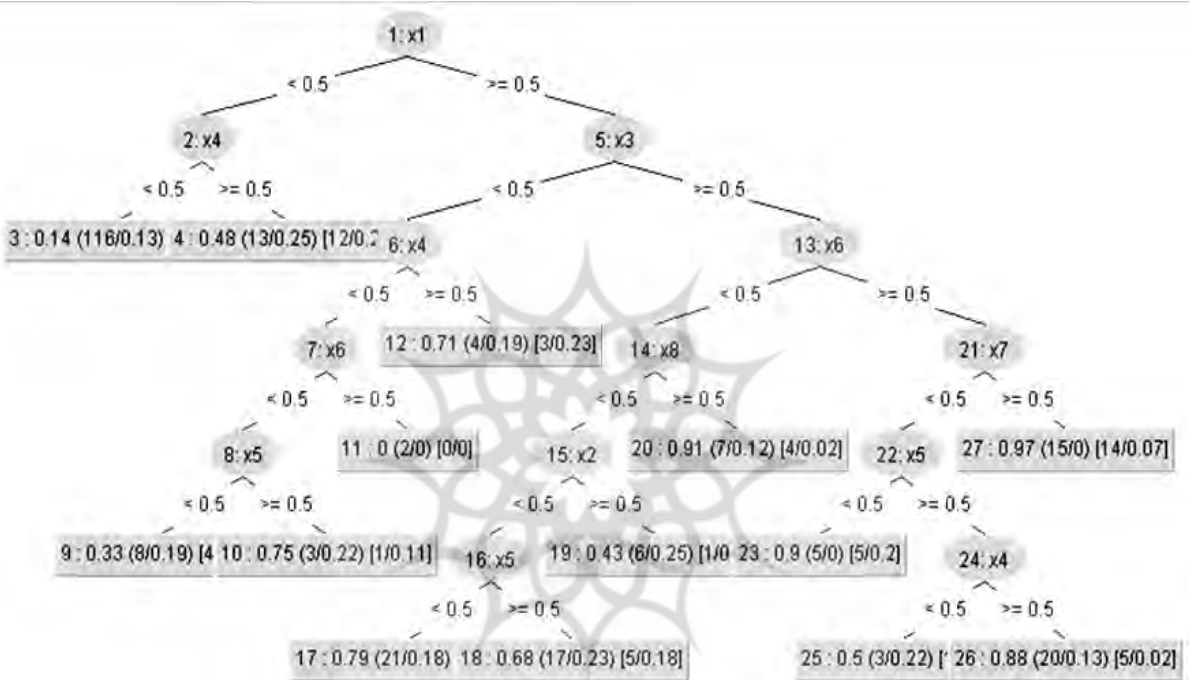 1: x1
< 0.5 >= 0.5
2: x4 5: x3
< 0.5 >= 0.5 < 0.5 >= 0.5
3 : 0.14 (116/0.13) 4 : 0.48 (13/0.25) [12/0.2 6: x4 13: x6
< 0.5 >= 0.5 < 0.5 >= 0.5
7: x6 12 : 0.71 (4/0.19) [3/0.23] 14: x8 21: x7
< 0.5 >= 0.5 < 0.5 >= 0.5 < 0.5 >= 0.5
8: x5 11 : 0 (2/0) [0/0] 15: x2 20 : 0.91 (7/0.12) [4/0.02] 22: x5 27 : 0.97 (15/0) [14/0.07]
< 0.5 >= 0.5 < 0.5 >= 0.5 < 0.5 >= 0.5
9 : 0.33 (8/0.19) [4 10 : 0.75 (3/0.22) [1/0.11] 16: x5 19 : 0.43 (6/0.25) [1/0 23 : 0.9 (5/0) [5/0.2] 24: x4
< 0.5 >= 0.5 < 0.5 >= 0.5
17 : 0.79 (21/0.18) 18 : 0.68 (17/0.23) [5/0.18] 25 : 0.5 (3/0.22) [ 26 : 0.88 (20/0.13) [5/0.02]